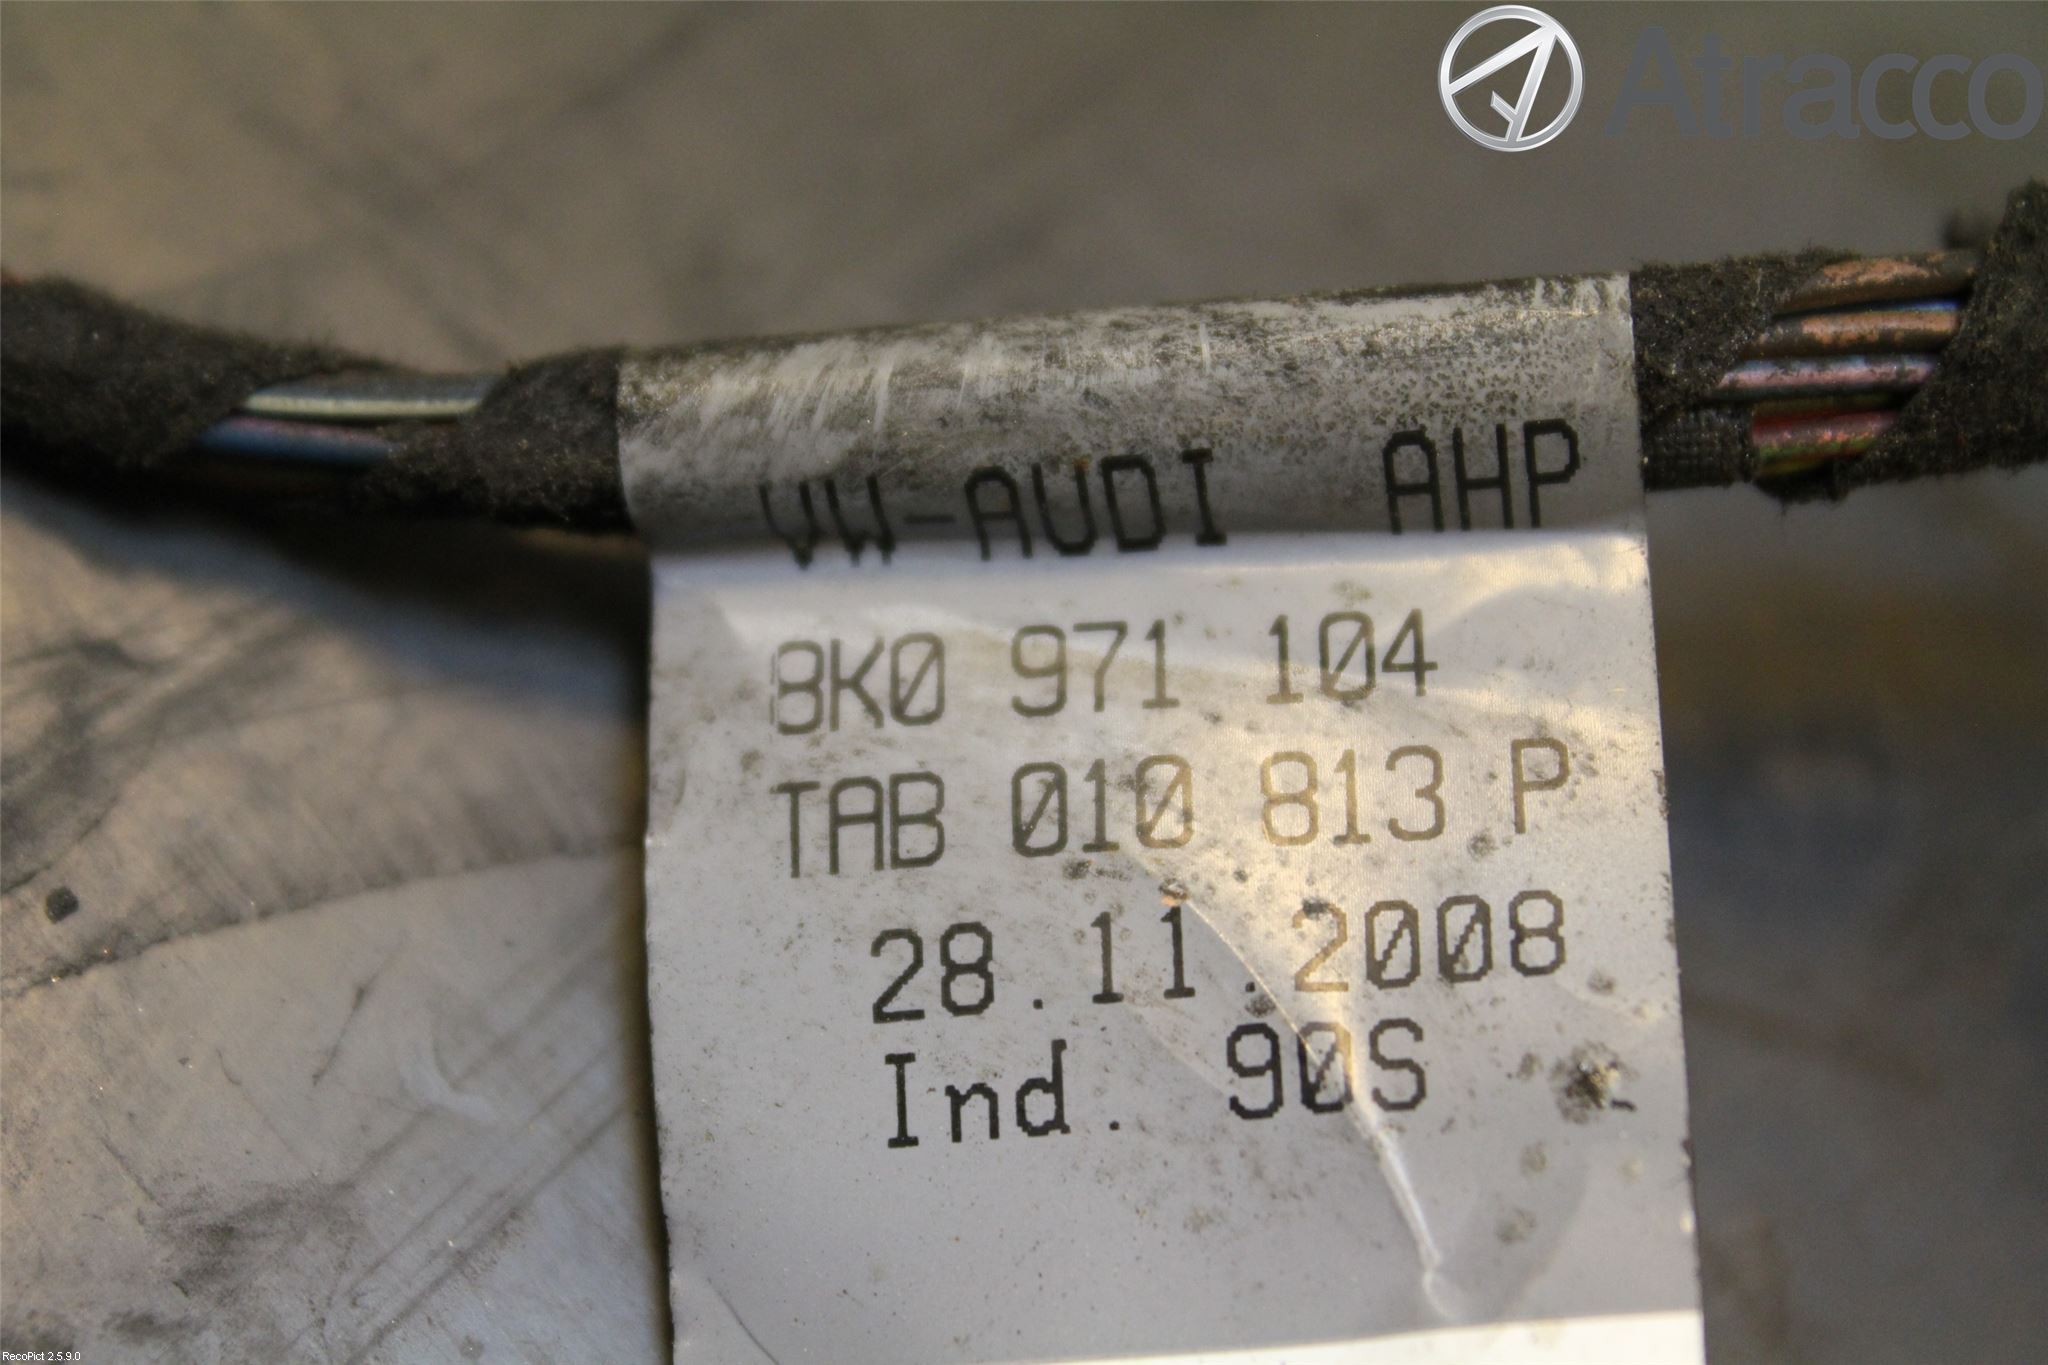 Atracco
VW-AUDI AHP
8K0 971 104
TAB 010 813 P
28.11.2008
Ind. 90S
RecoPict 2.5.9.0